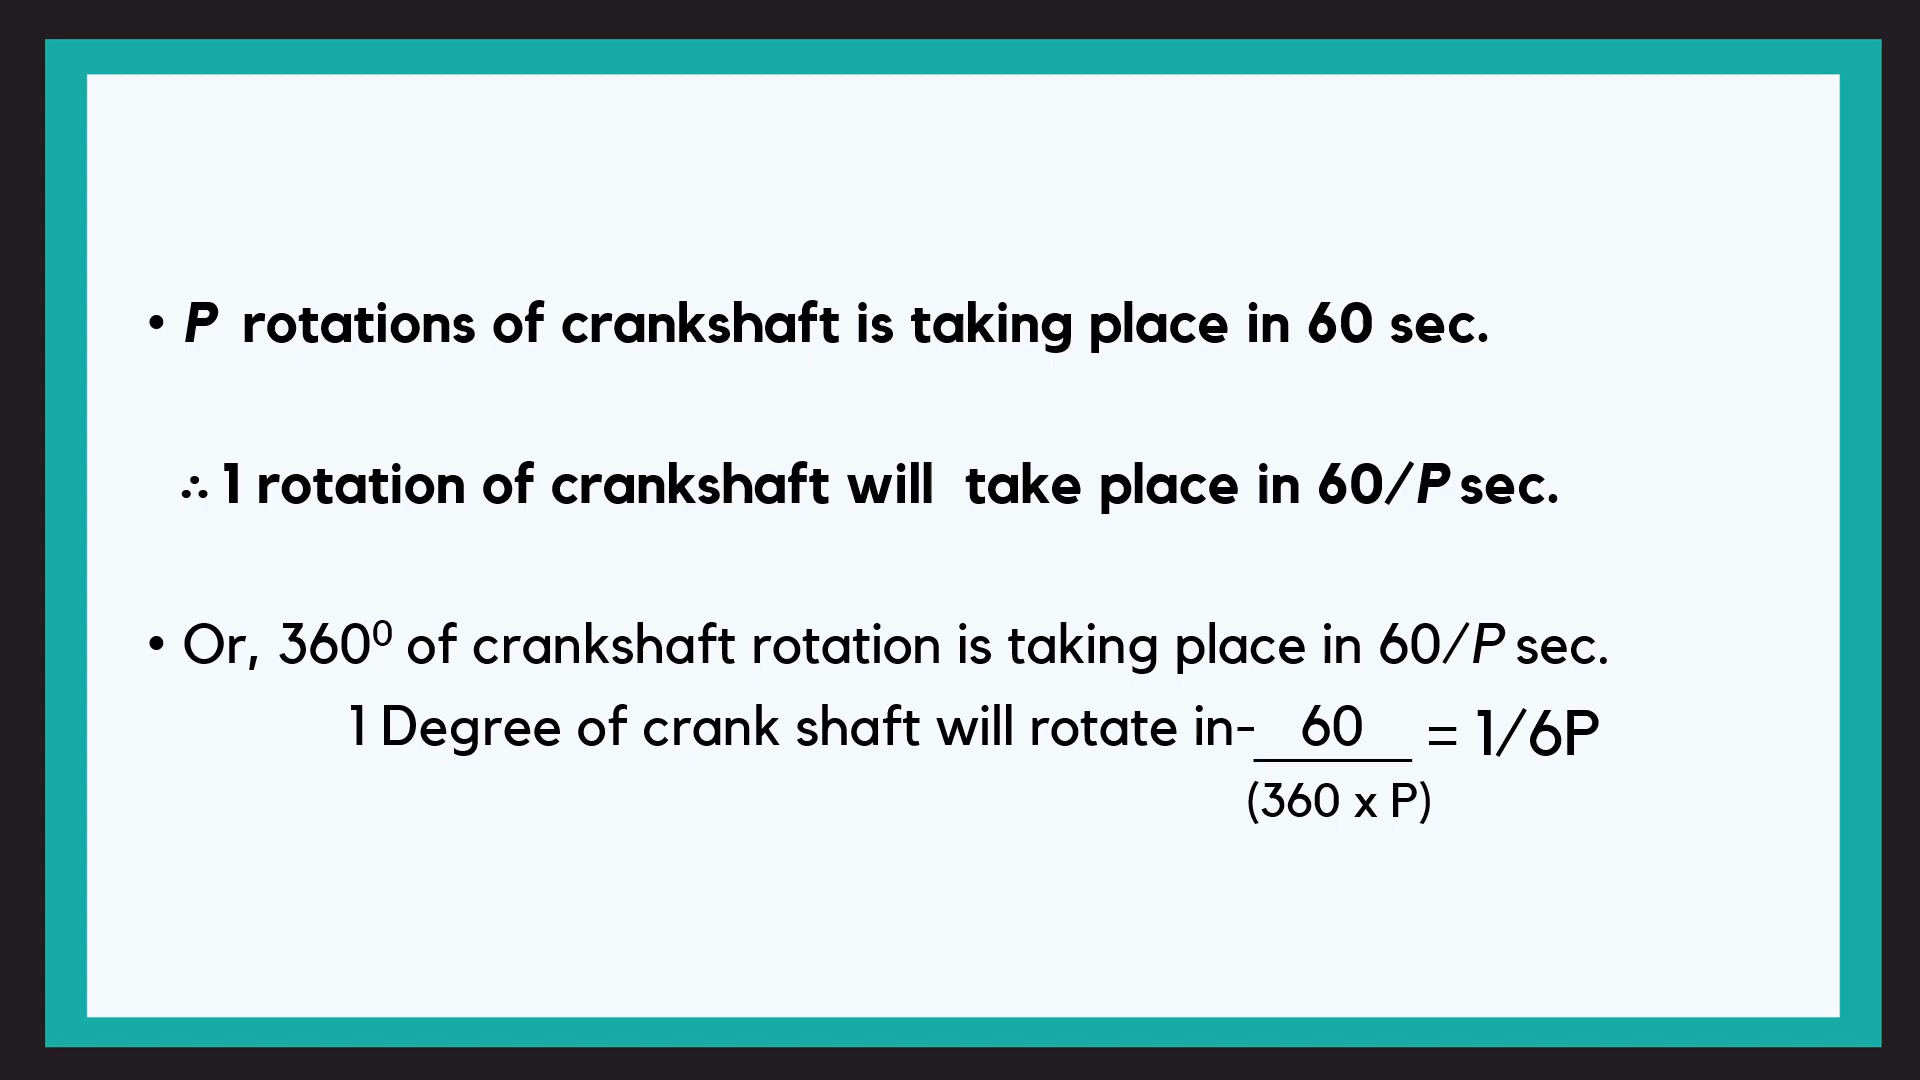 • P rotations of crankshaft is taking place in 60 sec.
∴ 1 rotation of crankshaft will take place in 60/P sec.
• Or, 360⁰ of crankshaft rotation is taking place in 60/P sec.
1 Degree of crank shaft will rotate in- 60 = 1/6P
(360 x P)